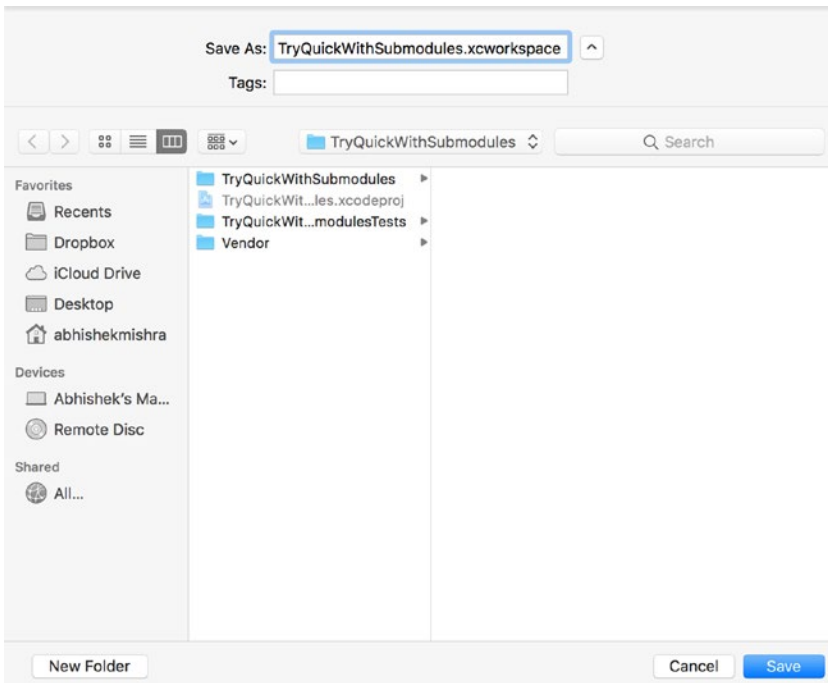 Save As: TryQuickWithSubmodules.xcworkspace
Tags:
TryQuickWithSubmodules
Search
Favorites
Recents
Dropbox
iCloud Drive
Desktop
abhishekmishra
Devices
Abhishek's Ma...
Remote Disc
Shared
All...
TryQuickWithSubmodules
TryQuickWit...les.xcodeproj
TryQuickWit...modulesTests
Vendor
New Folder
Cancel
Save